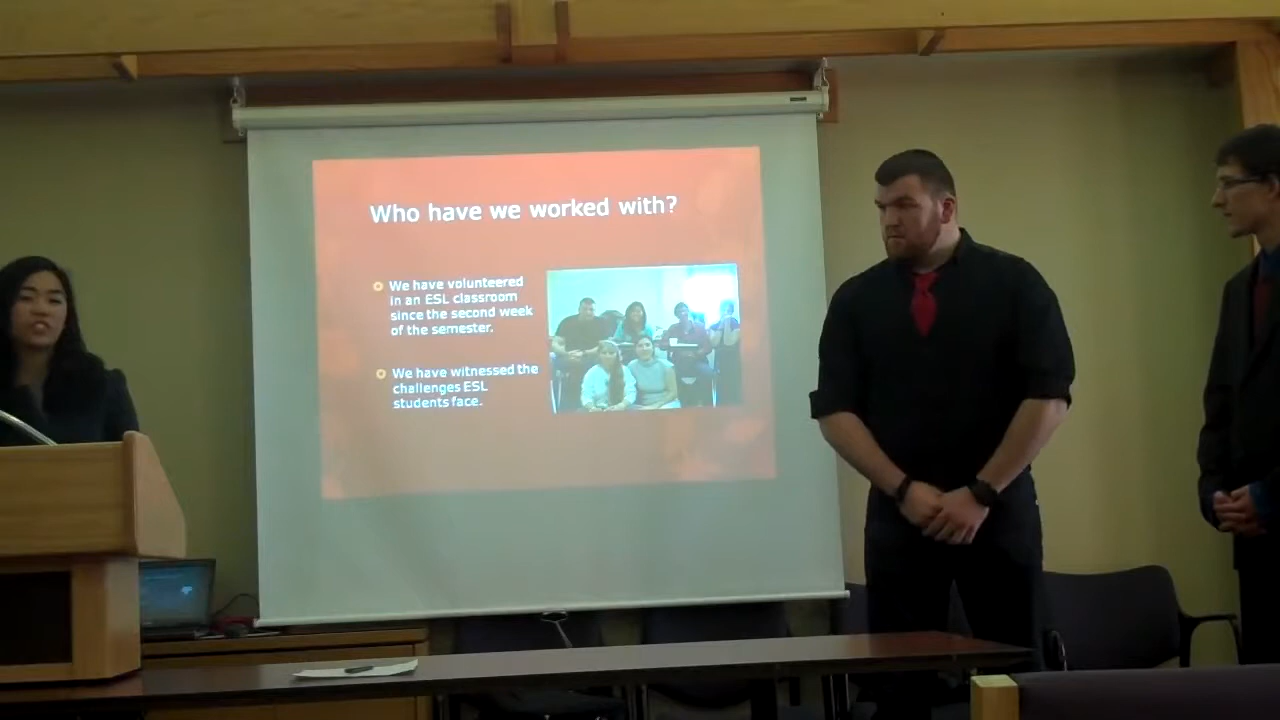 Who have we worked with?
We have volunteered
in an ESL classroom
since the second week
of the semester.
We have witnessed the
challenges ESL
students face.